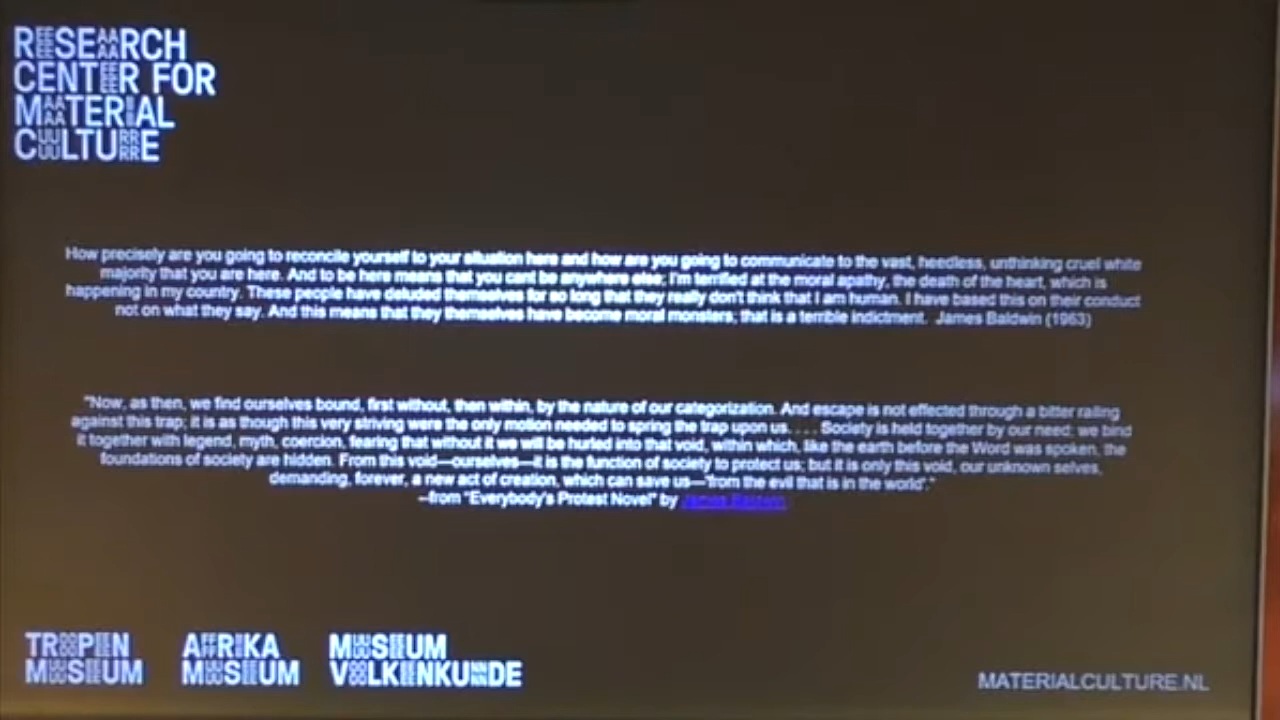 RESEARCH
CENTER FOR
MATERIAL
CULTURE
How precisely are you going to reconcile yourself to your situation here and how are you going to communicate to the vast, heedless, unthinking cruel white
majority that you are here. And to be here means that you cant be anywhere else; I'm terrified at the moral apathy, the death of the heart, which is
happening in my country. These people have deluded themselves for so long that they really don't think that I am human. I have based this on their conduct
not on what they say. And this means that they themselves have become moral monsters; that is a terrible indictment. James Baldwin (1963)
"Now, as then, we find ourselves bound, first without, then within, by the nature of our categorization. And escape is not effected through a bitter railing
against this trap; it is as though this very striving were the only motion needed to spring the trap upon us. . . . Society is held together by our need; we bind
it together with legend, myth, coercion, fearing that without it we will be hurled into that void, within which, like the earth before the Word was spoken, the
foundations of society are hidden. From this void—ourselves—it is the function of society to protect us; but it is only this void, our unknown selves,
demanding, forever, a new act of creation, which can save us—"from the evil that is in the world"."
–from "Everybody's Protest Novel" by James Baldwin
TROPEN
MUSEUM
AFRIKA
MUSEUM
MUSEUM
VOLKENKUNDE
MATERIALCULTURE.NL